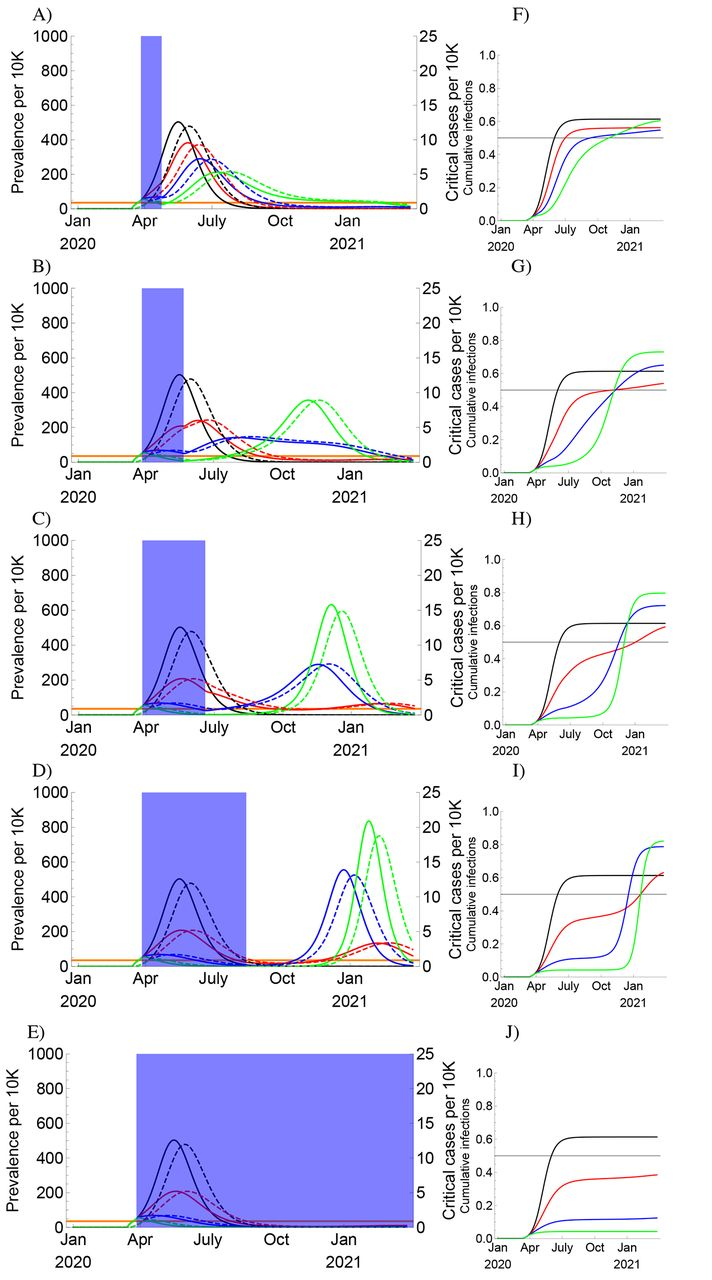 A)
Prevalence per 10K
1000
800
600
400
200
0
25
20
15
10
5
0
Critical cases per 10K
Jan Apr July Oct Jan
2020 2021
F)
Cumulative infections
1.0
0.8
0.6
0.4
0.2
0.0
Jan Apr July Oct Jan
2020 2021
B)
Prevalence per 10K
1000
800
600
400
200
0
25
20
15
10
5
0
Critical cases per 10K
Jan Apr July Oct Jan
2020 2021
G)
Cumulative infections
1.0
0.8
0.6
0.4
0.2
0.0
Jan Apr July Oct Jan
2020 2021
C)
Prevalence per 10K
1000
800
600
400
200
0
25
20
15
10
5
0
Critical cases per 10K
Jan Apr July Oct Jan
2020 2021
H)
Cumulative infections
1.0
0.8
0.6
0.4
0.2
0.0
Jan Apr July Oct Jan
2020 2021
D)
Prevalence per 10K
1000
800
600
400
200
0
25
20
15
10
5
0
Critical cases per 10K
Jan Apr July Oct Jan
2020 2021
I)
Cumulative infections
1.0
0.8
0.6
0.4
0.2
0.0
Jan Apr July Oct Jan
2020 2021
E)
Prevalence per 10K
1000
800
600
400
200
0
25
20
15
10
5
0
Critical cases per 10K
Jan Apr July Oct Jan
2020 2021
J)
Cumulative infections
1.0
0.8
0.6
0.4
0.2
0.0
Jan Apr July Oct Jan
2020 2021